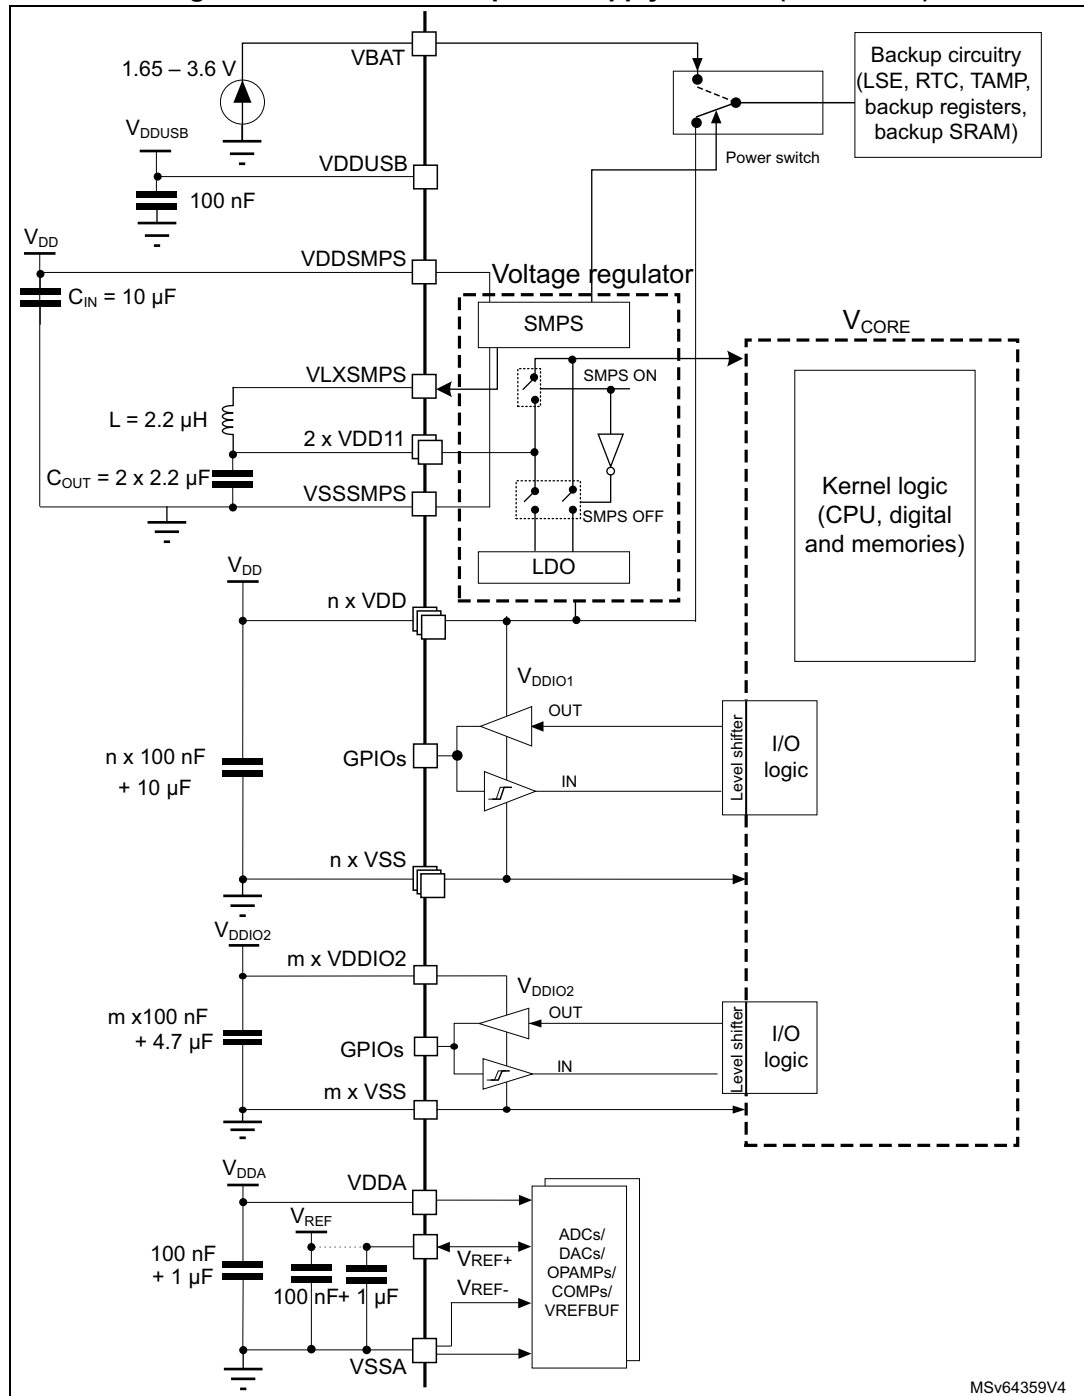 VBAT
1.65 – 3.6 V
Backup circuitry
(LSE, RTC, TAMP,
backup registers,
backup SRAM)
Power switch
VDDUSB
VDDUSB
100 nF
VDD
VDDSMPS
CIN = 10 µF
Voltage regulator
SMPS
VCORE
VLXSMPS
SMPS ON
L = 2.2 µH
2 x VDD11
COUT = 2 x 2.2 µF
VSSSMPS
SMPS OFF
LDO
Kernel logic
(CPU, digital
and memories)
VDD
n x VDD
VDDIO1
OUT
n x 100 nF
+ 10 µF
GPIOs
IN
Level shifter
I/O
logic
n x VSS
VDDIO2
m x VDDIO2
VDDIO2
OUT
m x100 nF
+ 4.7 µF
GPIOs
IN
Level shifter
I/O
logic
m x VSS
VDDA
VDDA
VREF
VREF+
100 nF
+ 1 µF
100 nF+ 1 µF
VREF-
ADCs/
DACs/
OPAMPs/
COMPs/
VREFBUF
VSSA
MSv64359V4